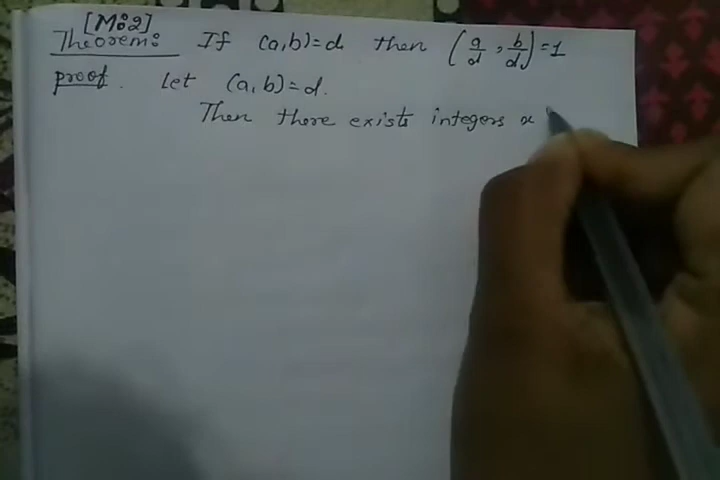 [M:2]
Theorem: If (a,b)=d then (a/d, b/d)=1
proof. Let (a,b)=d.
Then there exists integers x